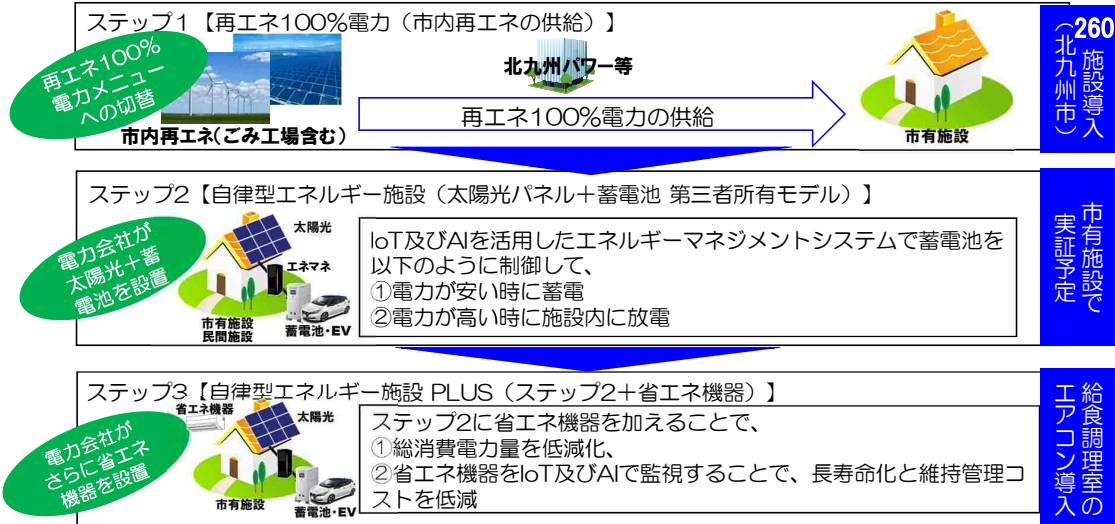 ステップ1【再エネ100%電力（市内再エネの供給）】
再エネ100%
電力メニュー
への切替
市内再エネ(ごみ工場含む)
北九州パワー等
再エネ100%電力の供給
市有施設
260
施設導入
（北九州市）
ステップ2【自律型エネルギー施設（太陽光パネル＋蓄電池 第三者所有モデル）】
電力会社が
太陽光＋蓄
電池を設置
太陽光
エネマネ
市有施設
民間施設
蓄電池・EV
IoT及びAIを活用したエネルギーマネジメントシステムで蓄電池を
以下のように制御して、
①電力が安い時に蓄電
②電力が高い時に施設内に放電
市有施設で
実証予定
ステップ3【自律型エネルギー施設 PLUS（ステップ2＋省エネ機器）】
電力会社が
さらに省エネ
機器を設置
省エネ機器
太陽光
市有施設
蓄電池・EV
ステップ2に省エネ機器を加えることで、
①総消費電力量を低減化、
②省エネ機器をIoT及びAIで監視することで、長寿命化と維持管理コ
ストを低減
給食調理室の
エアコン導入